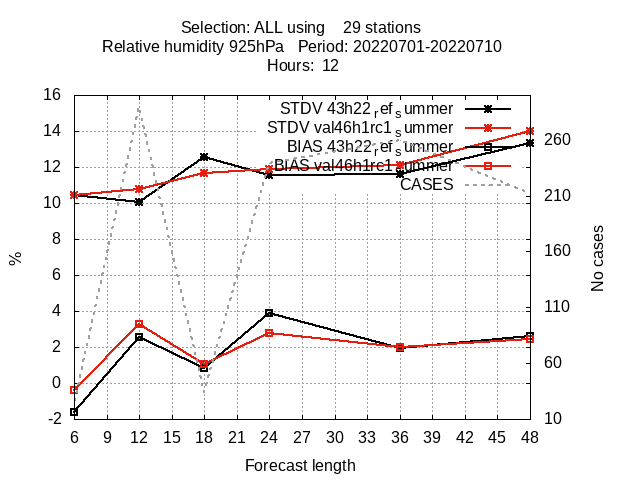 Selection: ALL using    29 stations
Relative humidity 925hPa   Period: 20220701-20220710
Hours:  12
STDV 43h22_ref_summer
STDV val46h1rc1_summer
BIAS 43h22_ref_summer
BIAS val46h1rc1_summer
CASES
16
14
12
10
8
6
4
2
0
-2
%
260
210
160
110
60
10
No cases
6 9 12 15 18 21 24 27 30 33 36 39 42 45 48
Forecast length